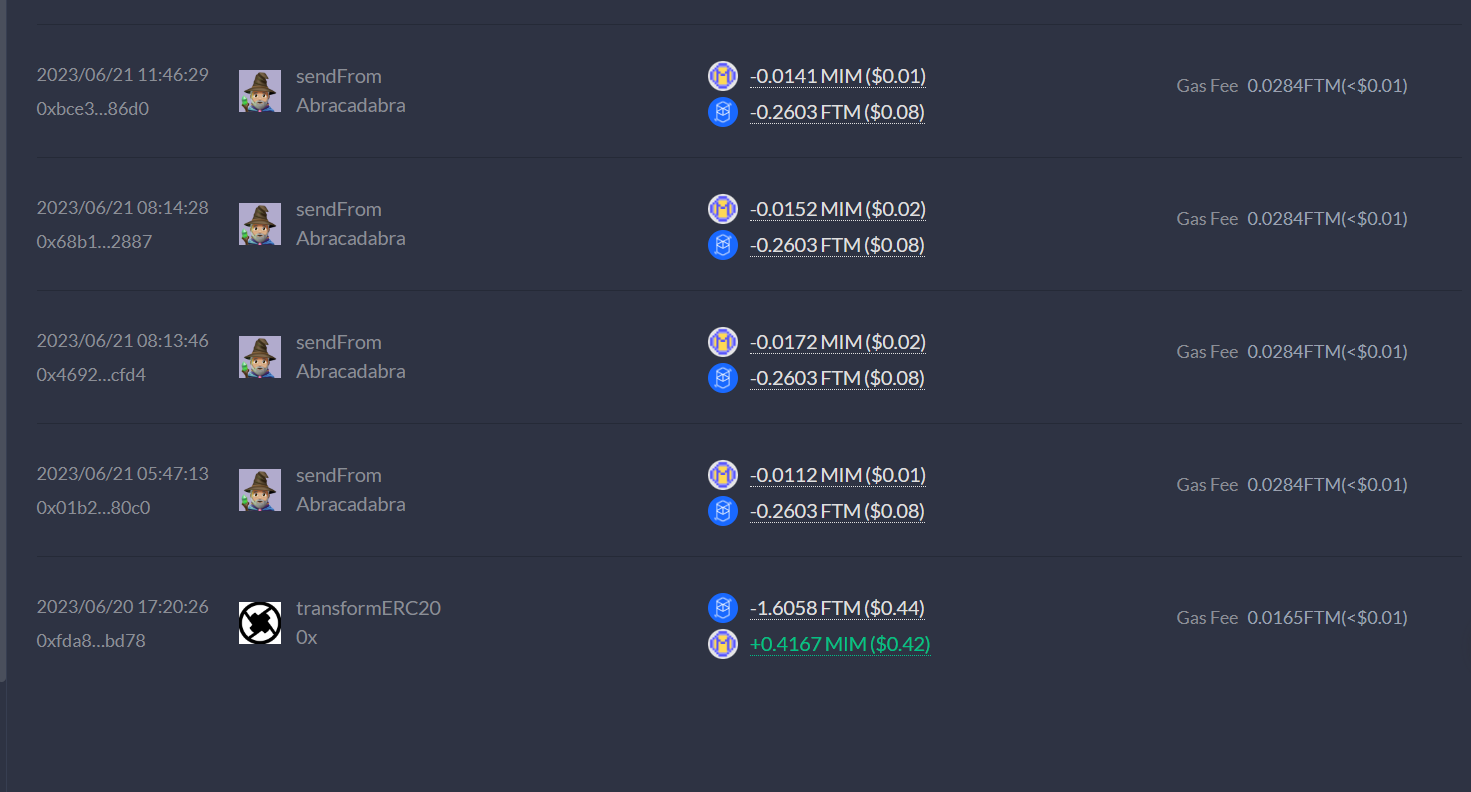 2023/06/21 11:46:29 sendFrom -0.0141 MIM ($0.01) Gas Fee 0.0284FTM(<$0.01)
0xbce3...86d0 Abracadabra -0.2603 FTM ($0.08)
2023/06/21 08:14:28 sendFrom -0.0152 MIM ($0.02) Gas Fee 0.0284FTM(<$0.01)
0x68b1...2887 Abracadabra -0.2603 FTM ($0.08)
2023/06/21 08:13:46 sendFrom -0.0172 MIM ($0.02) Gas Fee 0.0284FTM(<$0.01)
0x4692...cfd4 Abracadabra -0.2603 FTM ($0.08)
2023/06/21 05:47:13 sendFrom -0.0112 MIM ($0.01) Gas Fee 0.0284FTM(<$0.01)
0x01b2...80c0 Abracadabra -0.2603 FTM ($0.08)
2023/06/20 17:20:26 transformERC20 -1.6058 FTM ($0.44) Gas Fee 0.0165FTM(<$0.01)
0xfda8...bd78 0x +0.4167 MIM ($0.42)